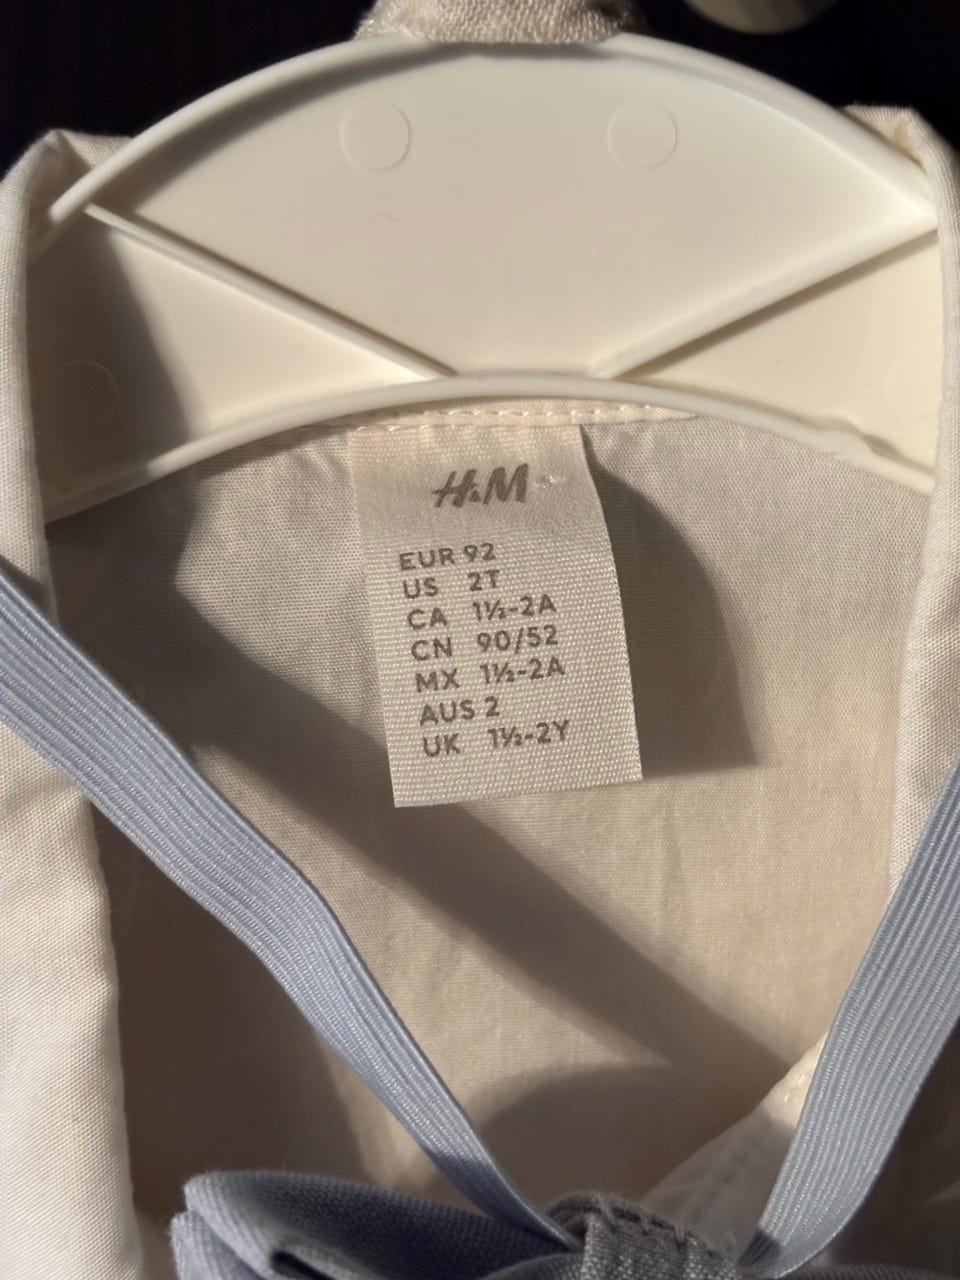 H&M
EUR 92
US 2T
CA 1½-2A
CN 90/52
MX 1½-2A
AUS 2
UK 1½-2Y